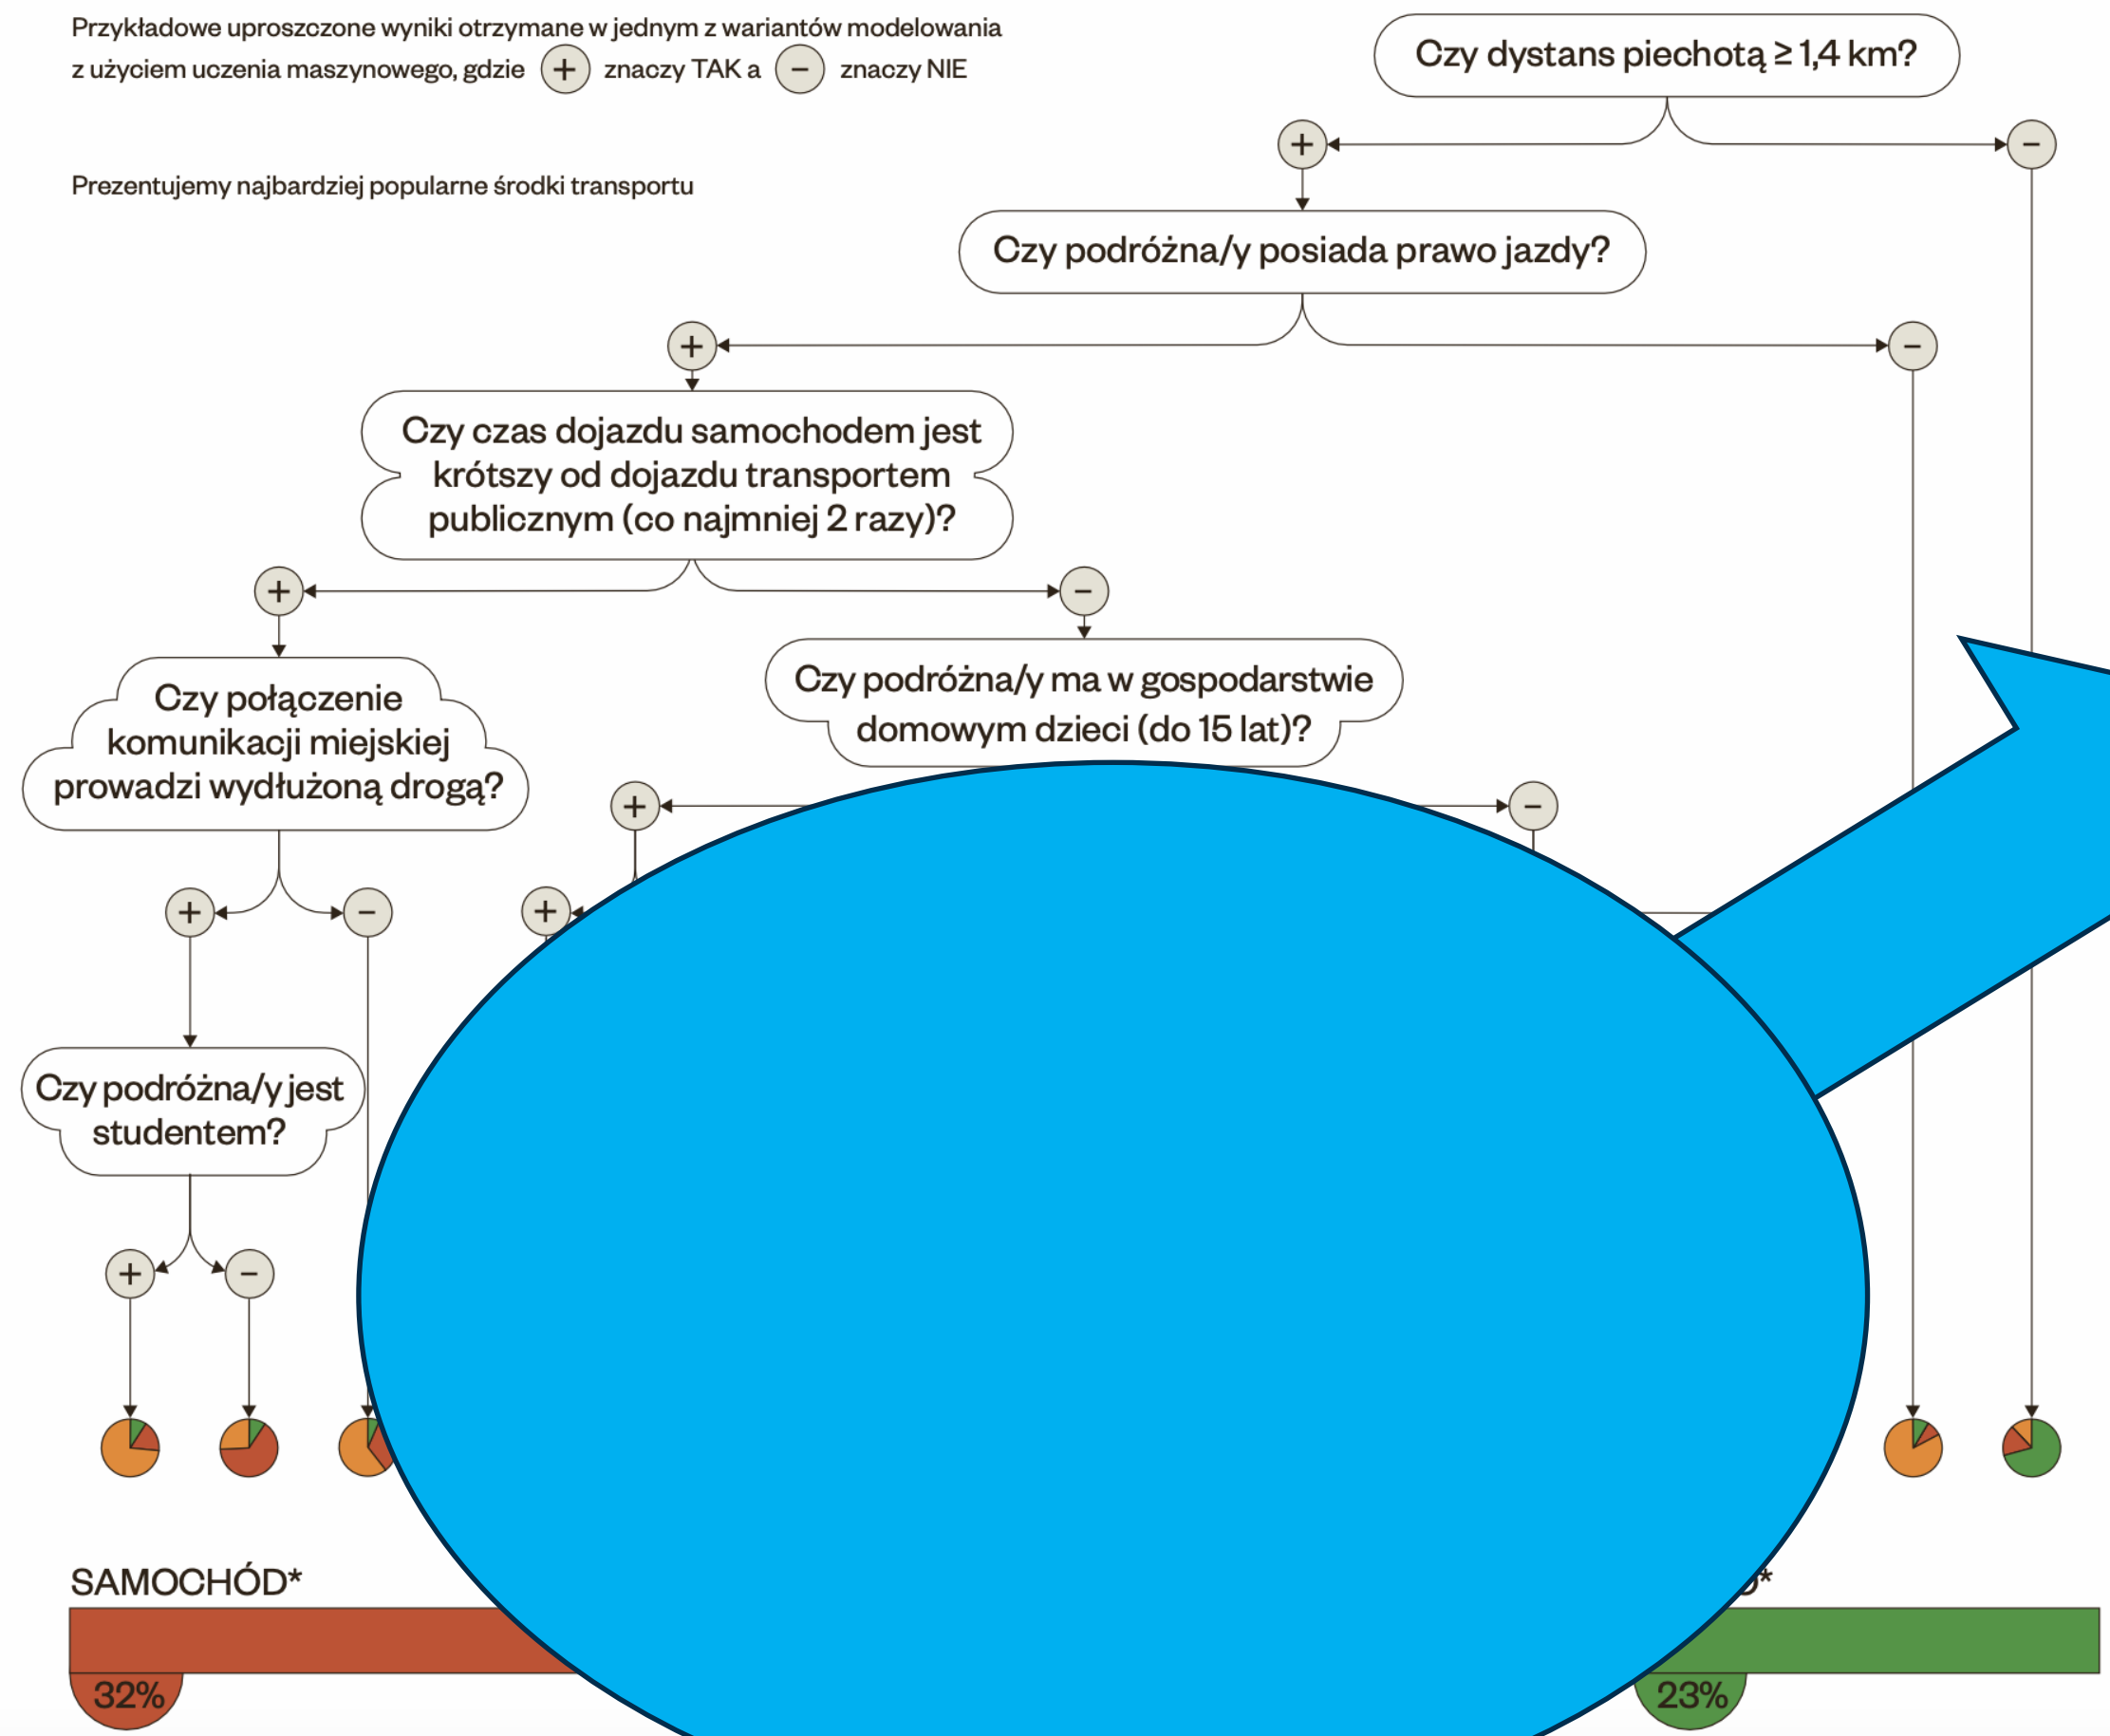 Przykładowe uproszczone wyniki otrzymane w jednym z wariantów modelowania
z użyciem uczenia maszynowego, gdzie + znaczy TAK a − znaczy NIE
Prezentujemy najbardziej popularne środki transportu
Czy dystans piechotą ≥ 1,4 km?
+
−
Czy podróżna/y posiada prawo jazdy?
+
−
Czy czas dojazdu samochodem jest
krótszy od dojazdu transportem
publicznym (co najmniej 2 razy)?
+
−
Czy połączenie
komunikacji miejskiej
prowadzi wydłużoną drogą?
Czy podróżna/y ma w gospodarstwie
domowym dzieci (do 15 lat)?
+
−
+
−
+
Czy podróżna/y jest
studentem?
+
−
SAMOCHÓD*
32%
23%